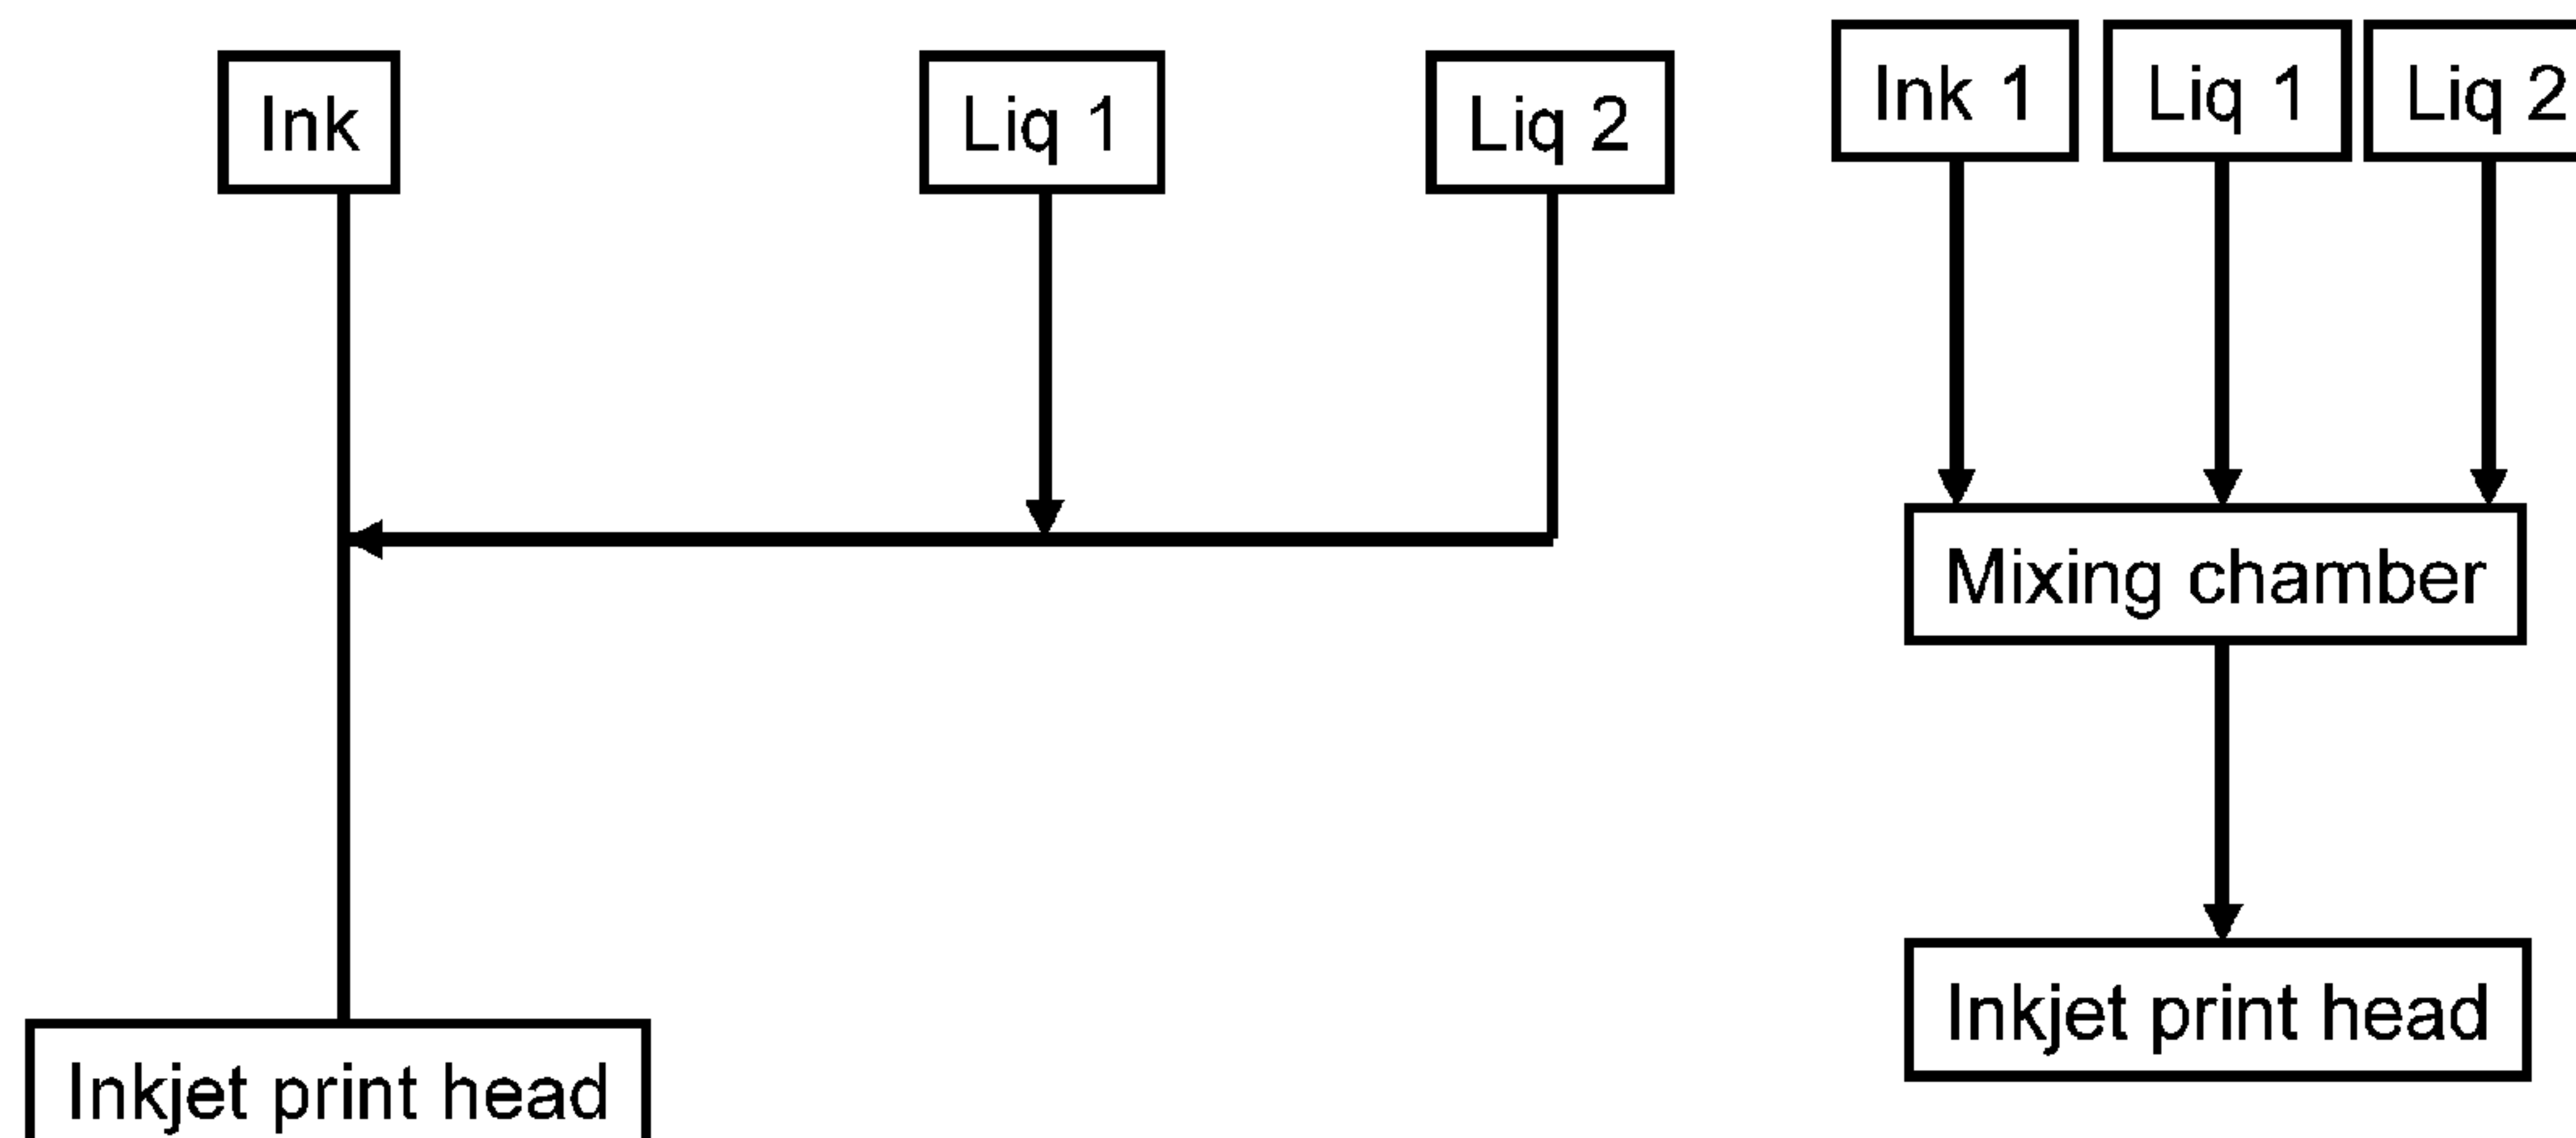 Ink
Liq 1
Liq 2
Inkjet print head
Ink 1
Liq 1
Liq 2
Mixing chamber
Inkjet print head